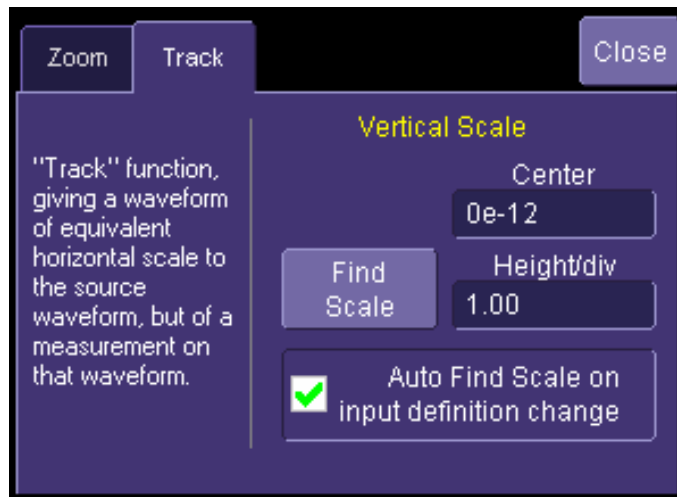 Zoom
Track
Close
"Track" function,
giving a waveform
of equivalent
horizontal scale to
the source
waveform, but of a
measurement on
that waveform.
Vertical Scale
Center
0e-12
Find
Scale
Height/div
1.00
Auto Find Scale on
input definition change